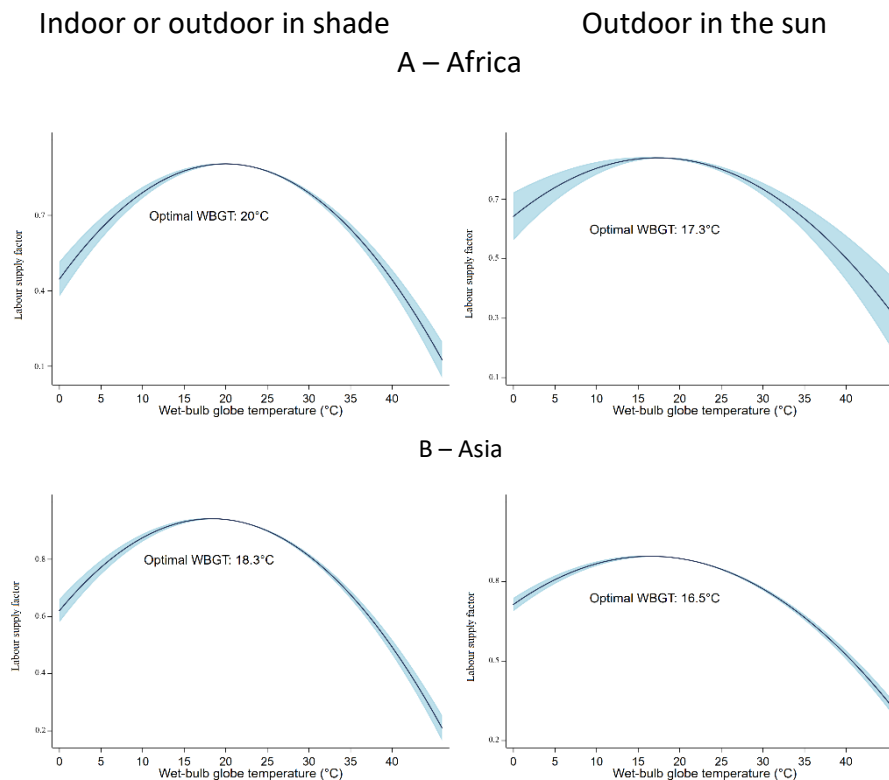 Indoor or outdoor in shade Outdoor in the sun
A – Africa
Labour supply factor
0.7
0.4
0.1
Optimal WBGT: 20°C
0 5 10 15 20 25 30 35 40
Wet-bulb globe temperature (°C)
Labour supply factor
0.7
0.5
0.3
0.1
Optimal WBGT: 17.3°C
0 5 10 15 20 25 30 35 40
Wet-bulb globe temperature (°C)
B – Asia
Labour supply factor
0.8
0.6
0.4
0.2
Optimal WBGT: 18.3°C
0 5 10 15 20 25 30 35 40
Wet-bulb globe temperature (°C)
Labour supply factor
0.8
0.5
0.2
Optimal WBGT: 16.5°C
0 5 10 15 20 25 30 35 40
Wet-bulb globe temperature (°C)